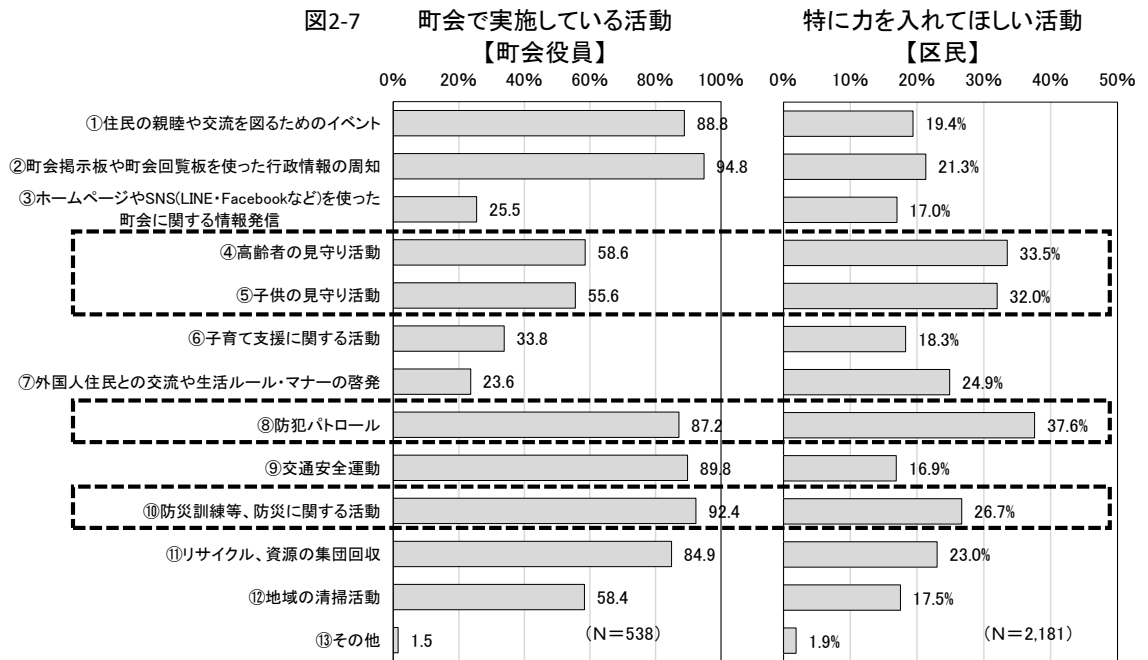 図2-7
町会で実施している活動
【町会役員】
特に力を入れてほしい活動
【区民】
0% 20% 40% 60% 80% 100%
0% 10% 20% 30% 40% 50%
①住民の親睦や交流を図るためのイベント 88.8 19.4%
②町会掲示板や町会回覧板を使った行政情報の周知 94.8 21.3%
③ホームページやSNS(LINE・Facebookなど)を使った
町会に関する情報発信 25.5 17.0%
④高齢者の見守り活動 58.6 33.5%
⑤子供の見守り活動 55.6 32.0%
⑥子育て支援に関する活動 33.8 18.3%
⑦外国人住民との交流や生活ルール・マナーの啓発 23.6 24.9%
⑧防犯パトロール 87.2 37.6%
⑨交通安全運動 89.8 16.9%
⑩防災訓練等、防災に関する活動 92.4 26.7%
⑪リサイクル、資源の集団回収 84.9 23.0%
⑫地域の清掃活動 58.4 17.5%
⑬その他 1.5 (N=538) 1.9% (N=2,181)